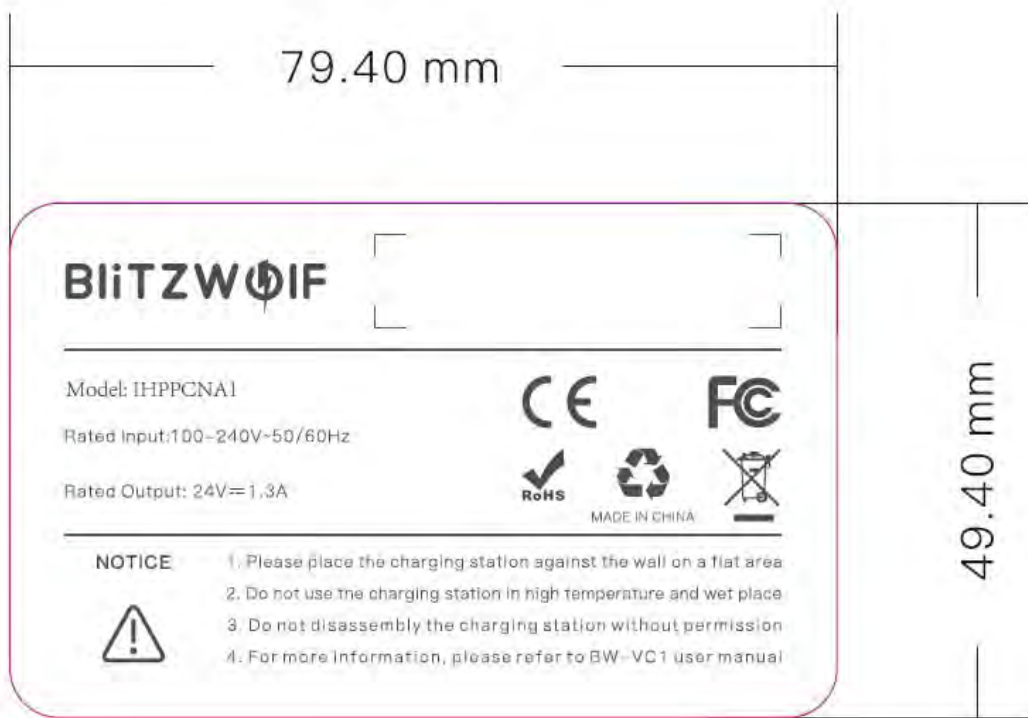 79.40 mm
BliTZWOlF
Model: IHPPCNA1
Rated Input:100-240V~50/60Hz
Rated Output: 24V⎓1.3A
CE
FC
RoHS
MADE IN CHINA
NOTICE
1. Please place the charging station against the wall on a flat area
2. Do not use the charging station in high temperature and wet place
3. Do not disassembly the charging station without permission
4. For more information, please refer to BW-VC1 user manual
49.40 mm